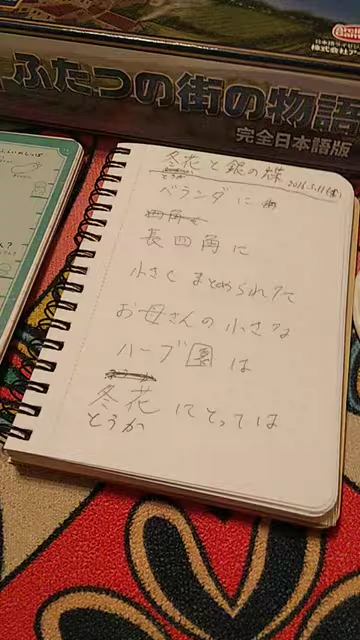 ふたつの街の物語
完全日本語版
冬花と銀の
2016.3.11(金)
ベランダに
長四角に
小さくまとめられて
お母さんの小さな
ハーブ園は
冬花にとっては
とうか